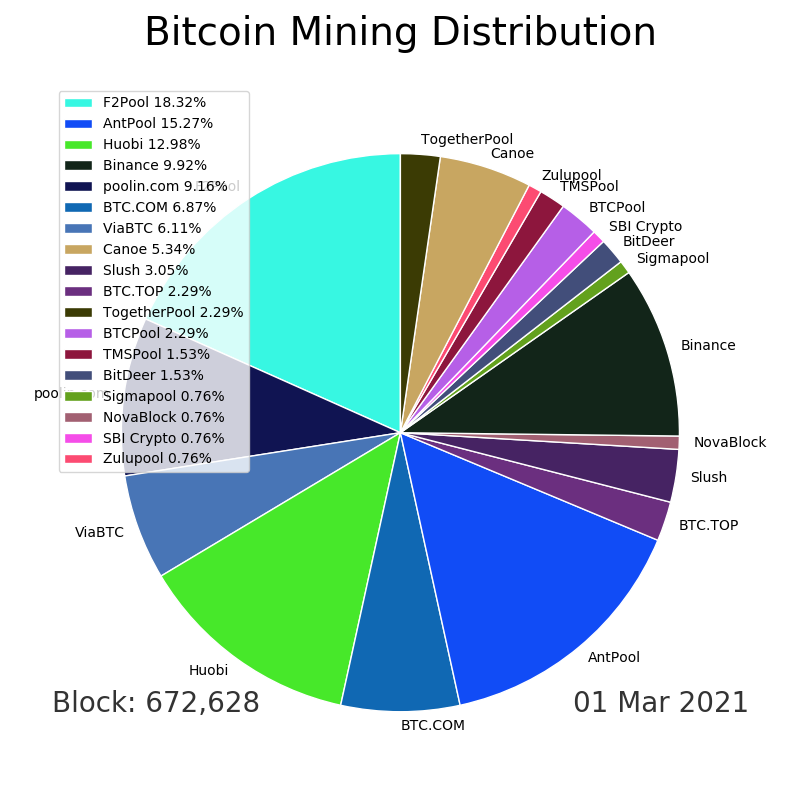 Bitcoin Mining Distribution
F2Pool 18.32%
AntPool 15.27%
Huobi 12.98%
Binance 9.92%
poolin.com 9.16%
BTC.COM 6.87%
ViaBTC 6.11%
Canoe 5.34%
Slush 3.05%
BTC.TOP 2.29%
TogetherPool 2.29%
BTCPool 2.29%
TMSPool 1.53%
BitDeer 1.53%
Sigmapool 0.76%
NovaBlock 0.76%
SBI Crypto 0.76%
Zulupool 0.76%
TogetherPool
Canoe
Zulupool
TMSPool
BTCPool
SBI Crypto
BitDeer
Sigmapool
Binance
NovaBlock
Slush
BTC.TOP
AntPool
BTC.COM
Huobi
ViaBTC
poolin.com
F2Pool
Block: 672,628
01 Mar 2021